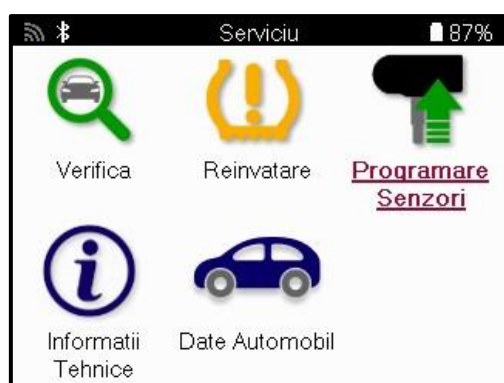 Serviciu 87%
Verifica
Reinvatare
Programare
Senzori
Informatii
Tehnice
Date Automobil